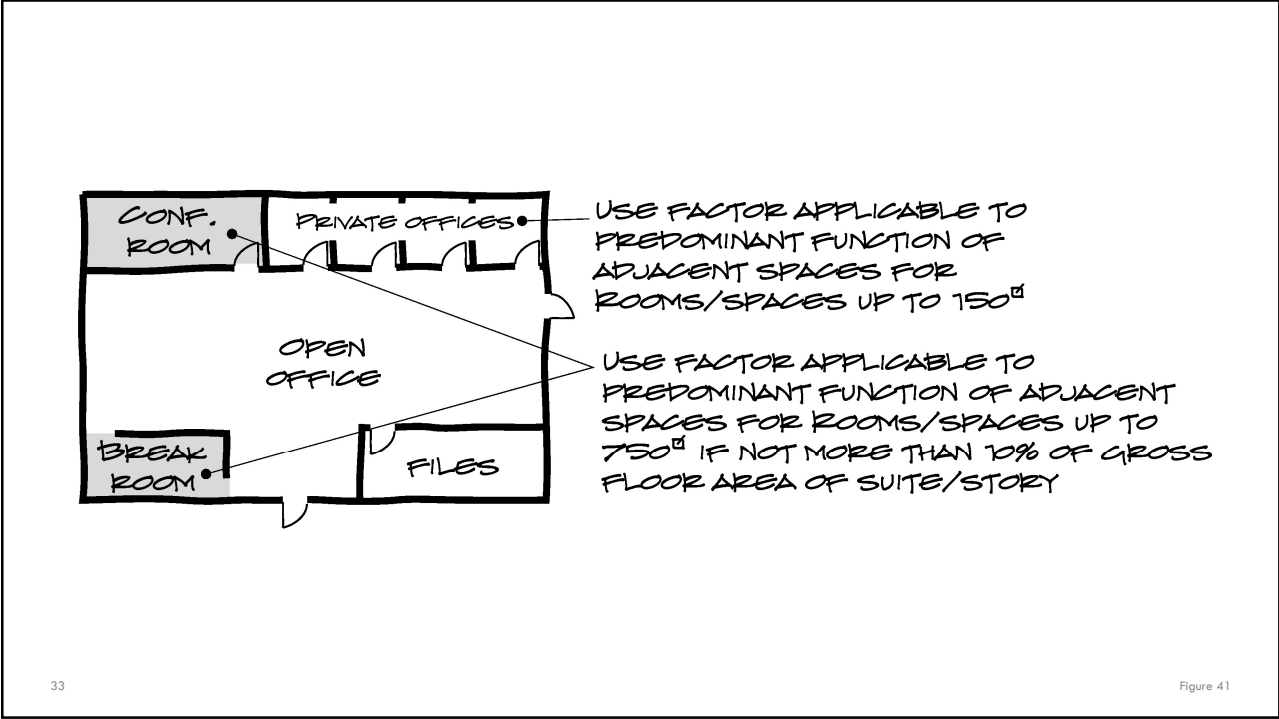 CONF.
ROOM
PRIVATE OFFICES
OPEN
OFFICE
BREAK
ROOM
FILES
USE FACTOR APPLICABLE TO
PREDOMINANT FUNCTION OF
ADJACENT SPACES FOR
ROOMS/SPACES UP TO 150
USE FACTOR APPLICABLE TO
PREDOMINANT FUNCTION OF ADJACENT
SPACES FOR ROOMS/SPACES UP TO
750 IF NOT MORE THAN 10% OF GROSS
FLOOR AREA OF SUITE/STORY
33
Figure 41